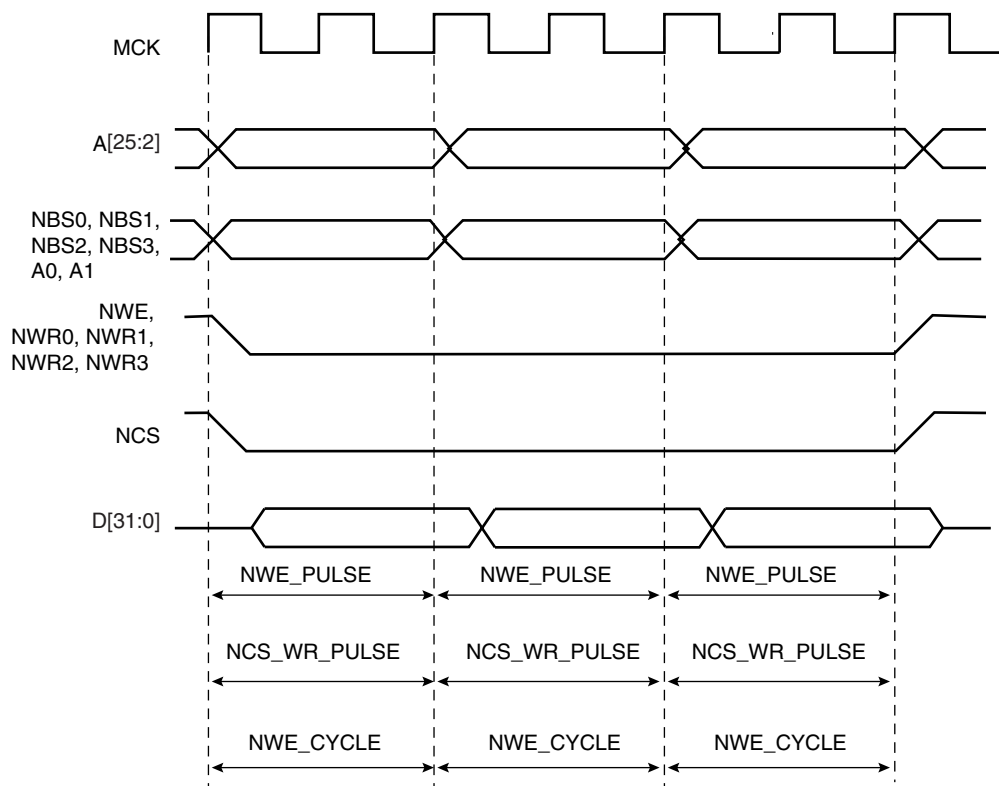 MCK
A[25:2]
NBS0, NBS1,
NBS2, NBS3,
A0, A1
NWE,
NWR0, NWR1,
NWR2, NWR3
NCS
D[31:0]
NWE_PULSE NWE_PULSE NWE_PULSE
NCS_WR_PULSE NCS_WR_PULSE NCS_WR_PULSE
NWE_CYCLE NWE_CYCLE NWE_CYCLE